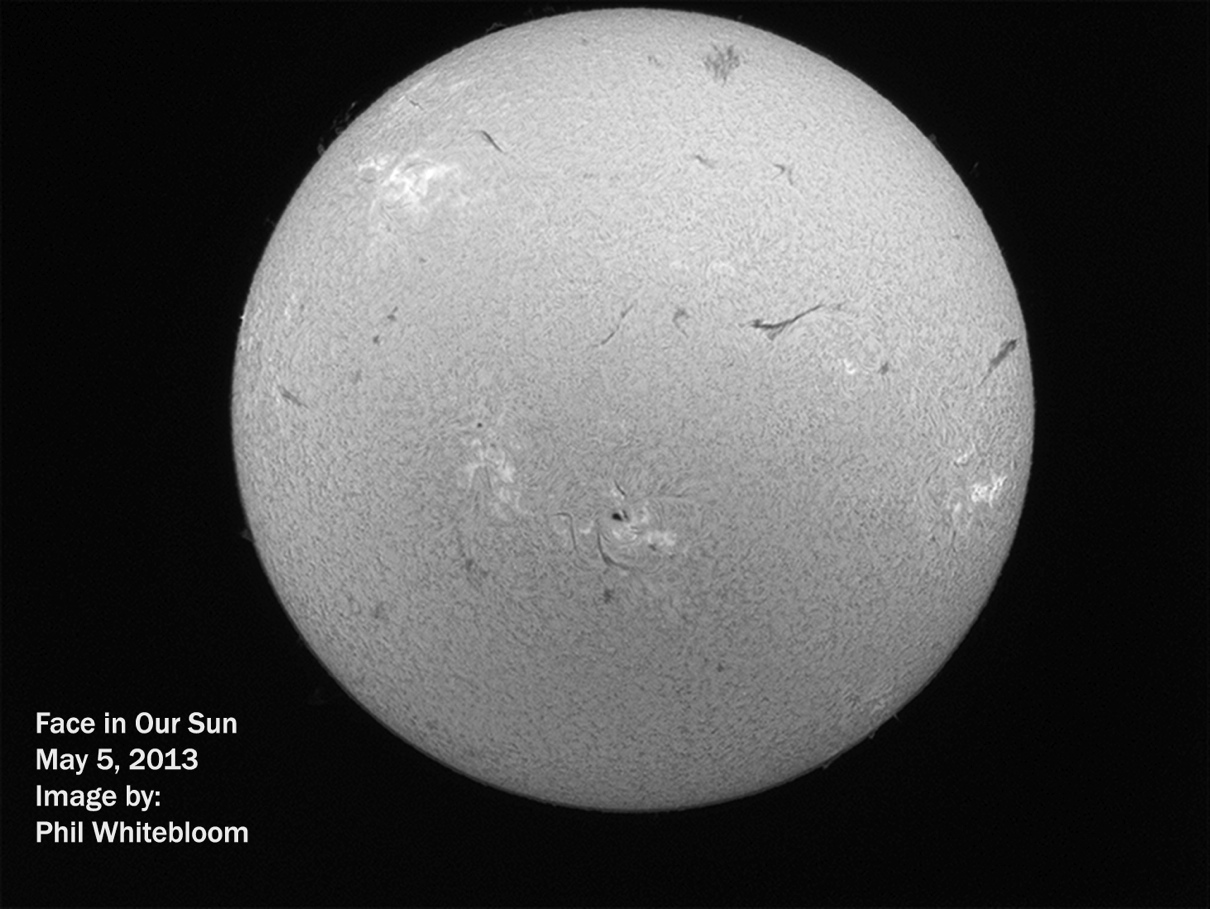 Face in Our Sun
May 5, 2013
Image by:
Phil Whitebloom